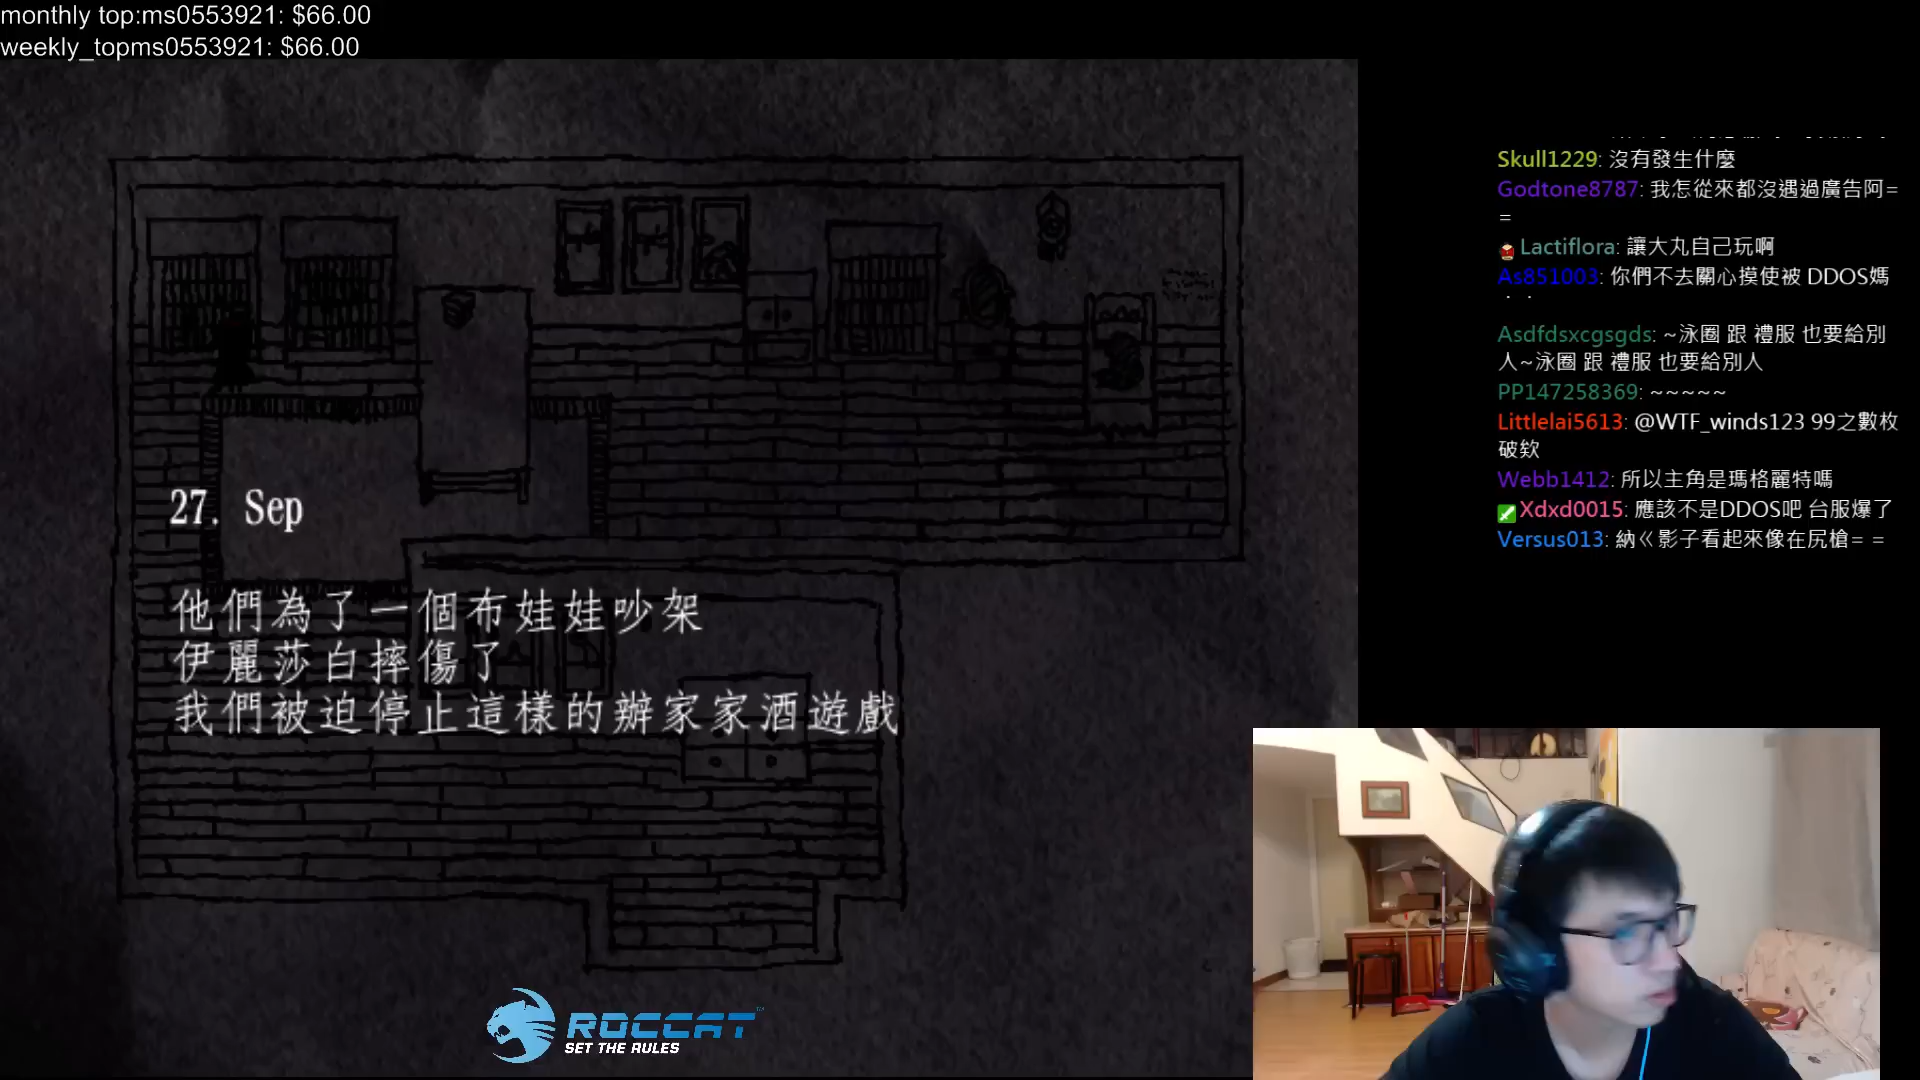 monthly top:ms0553921: $66.00
weekly_topms0553921: $66.00
27. Sep
他們為了一個布娃娃吵架
伊麗莎白摔傷了
我們被迫停止這樣的辦家家酒遊戲
ROCCAT
SET THE RULES
Skull1229: 沒有發生什麼
Godtone8787: 我怎從來都沒遇過廣告阿=
=
Lactiflora: 讓大丸自己玩啊
As851003: 你們不去關心摸使被 DDOS媽
Asdfdsxcgsgds: ~泳圈 跟 禮服 也要給別
人~泳圈 跟 禮服 也要給別人
PP147258369: ~~~~~
Littlelai5613: @WTF_winds123 99之數枚
破欸
Webb1412: 所以主角是瑪格麗特嗎
Xdxd0015: 應該不是DDOS吧 台服爆了
Versus013: 納ㄍ影子看起來像在尻槍= =